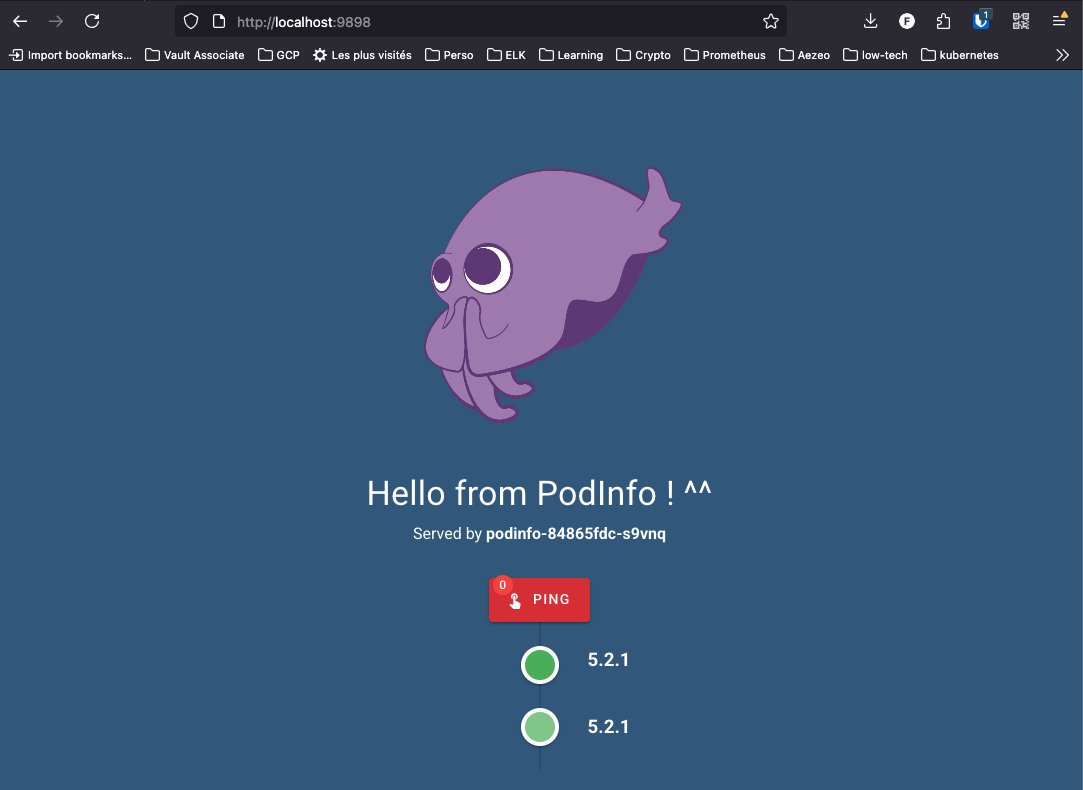 http://localhost:9898
F
1
Import bookmarks... Vault Associate GCP Les plus visités Perso ELK Learning Crypto Prometheus Aezeo low-tech kubernetes
Hello from PodInfo ! ^^
Served by podinfo-84865fdc-s9vnq
0
PING
5.2.1
5.2.1